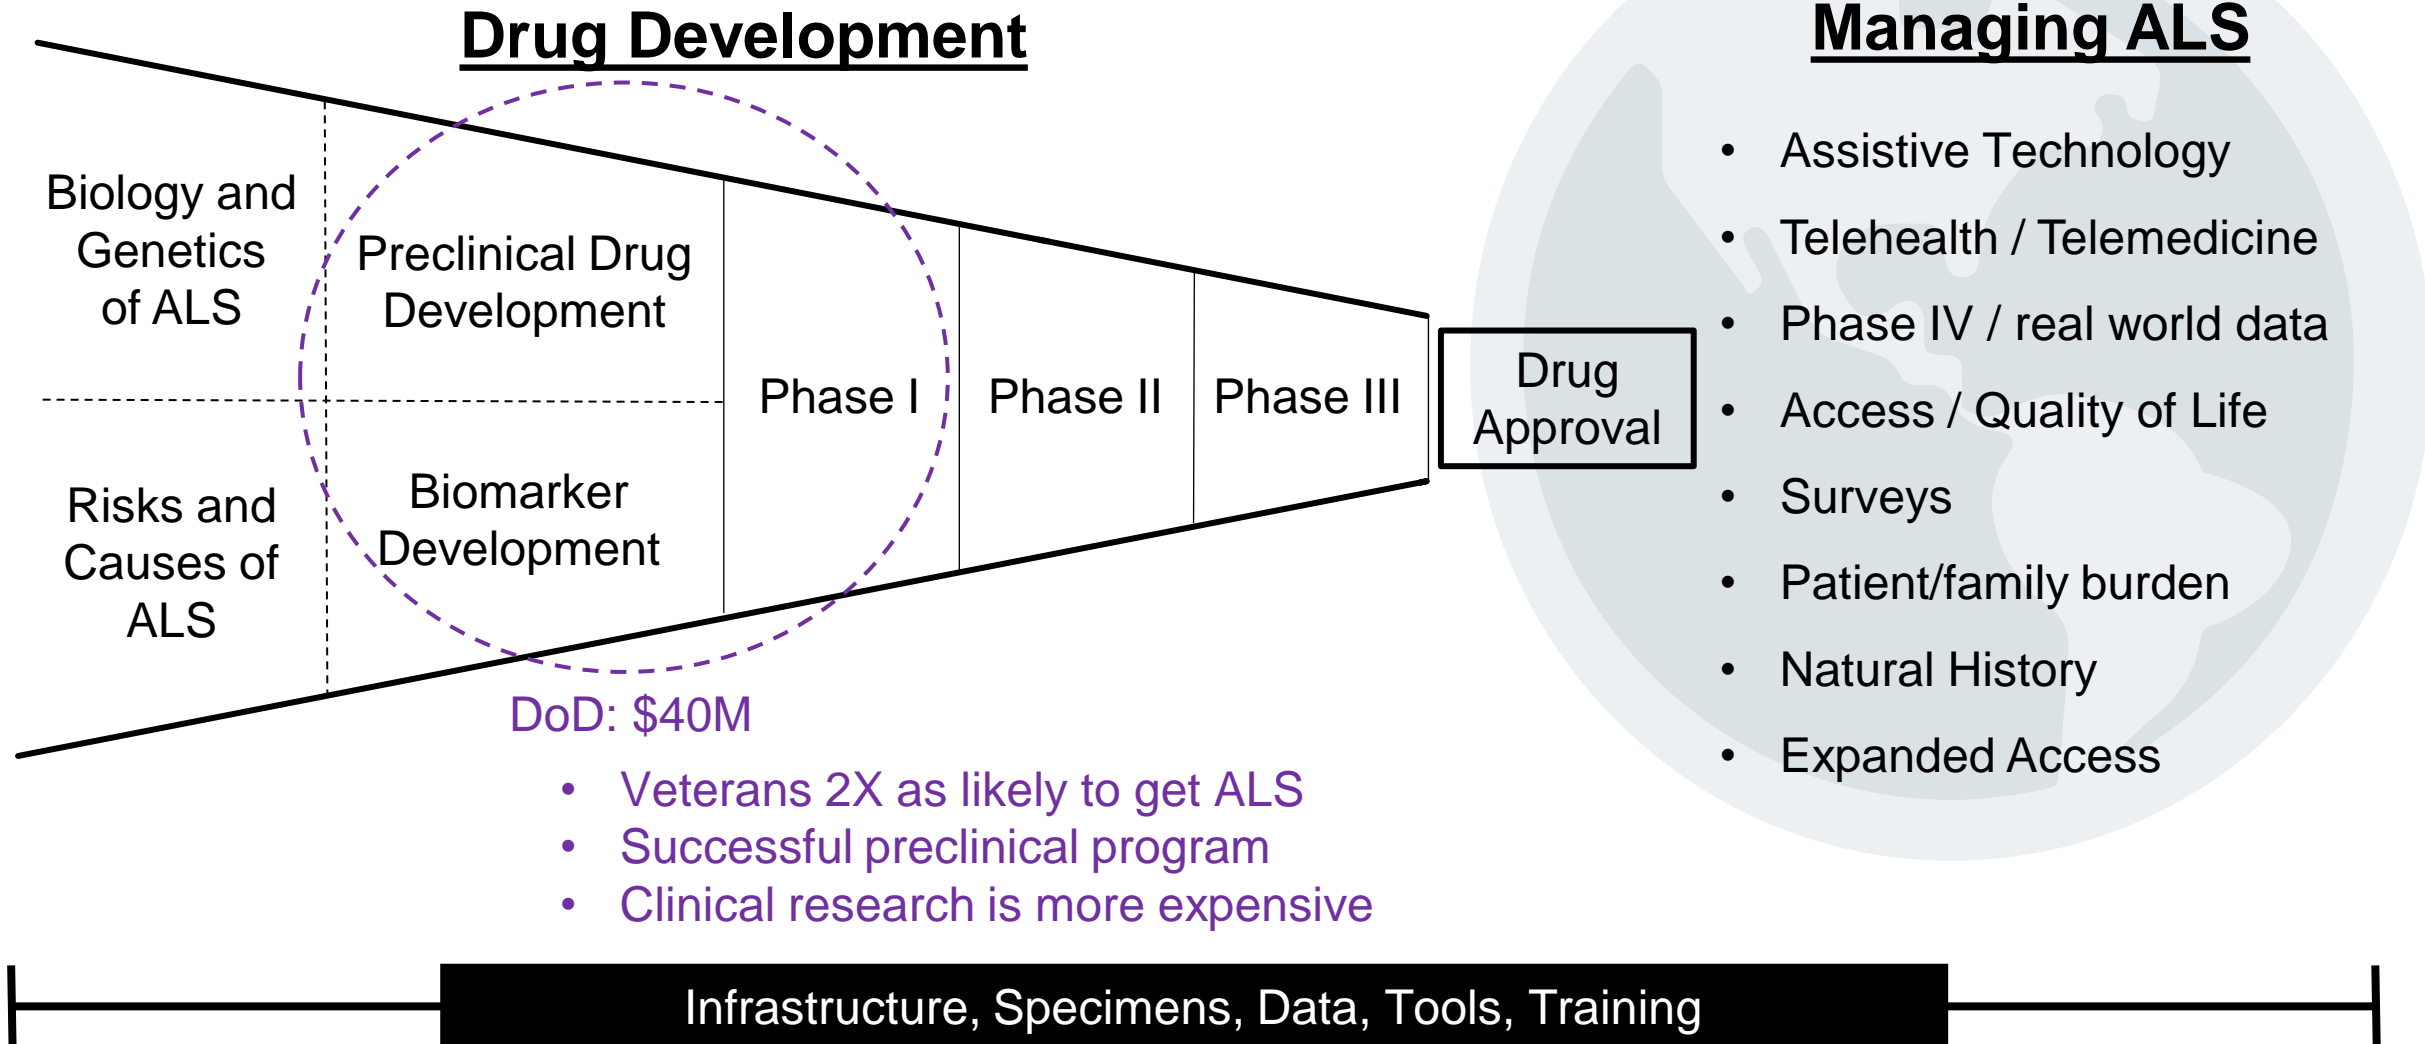 Drug Development
Biology and
Genetics
of ALS
Risks and
Causes of
ALS
Preclinical Drug
Development
Biomarker
Development
Phase I
Phase II
Phase III
Drug
Approval
DoD: $40M
• Veterans 2X as likely to get ALS
• Successful preclinical program
• Clinical research is more expensive
Managing ALS
• Assistive Technology
• Telehealth / Telemedicine
• Phase IV / real world data
• Access / Quality of Life
• Surveys
• Patient/family burden
• Natural History
• Expanded Access
Infrastructure, Specimens, Data, Tools, Training